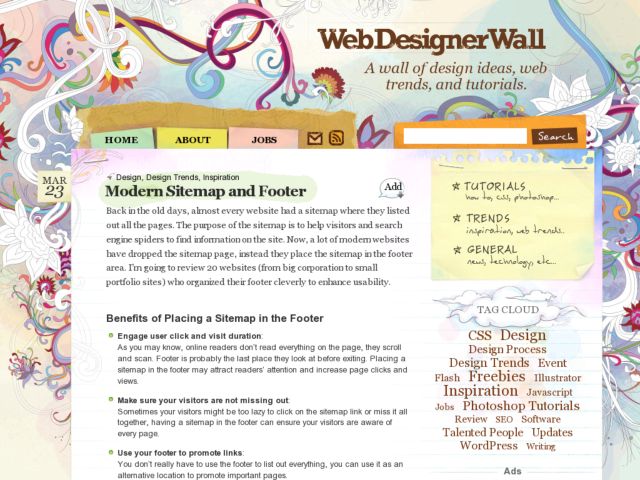 WebDesignerWall
A wall of design ideas, web
trends, and tutorials.
HOME
ABOUT
JOBS
Search
MAR
23
Design, Design Trends, Inspiration
Modern Sitemap and Footer
Add
Back in the old days, almost every website had a sitemap where they listed
out all the pages. The purpose of the sitemap is to help visitors and search
engine spiders to find information on the site. Now, a lot of modern websites
have dropped the sitemap page, instead they place the sitemap in the footer
area. I'm going to review 20 websites (from big corporation to small
portfolio sites) who organized their footer cleverly to enhance usability.
Benefits of Placing a Sitemap in the Footer
Engage user click and visit duration:
As you may know, online readers don't read everything on the page, they scroll
and scan. Footer is probably the last place they look at before exiting. Placing a
sitemap in the footer may attract readers' attention and increase page clicks and
views.
Make sure your visitors are not missing out:
Sometimes your visitors might be too lazy to click on the sitemap link or miss it all
together, having a sitemap in the footer can ensure your visitors are aware of
every page.
Use your footer to promote links:
You don't really have to use the footer to list out everything, you can use it as an
alternative location to promote important pages.
TUTORIALS
how to, css, photoshop...
TRENDS
inspiration, web trends..
GENERAL
news, technology, etc...
TAG CLOUD
CSS Design
Design Process
Design Trends Event
Flash Freebies Illustrator
Inspiration Javascript
Jobs Photoshop Tutorials
Review SEO Software
Talented People Updates
WordPress Writing
Ads